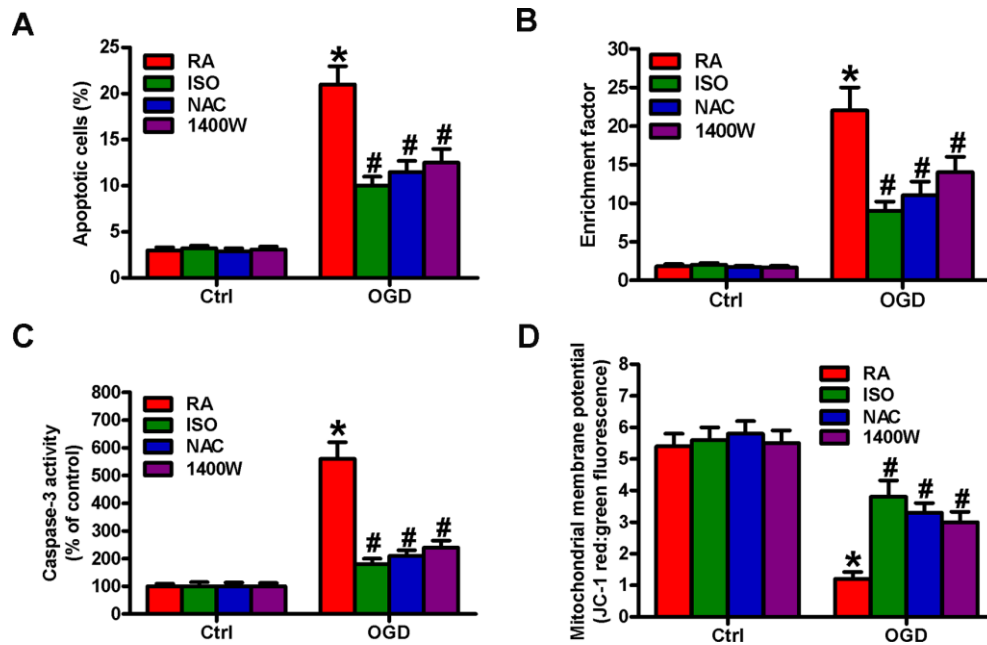 A
Apoptotic cells (%)
25
20
15
10
5
0
RA
ISO
NAC
1400W
*
#
#
#
Ctrl
OGD
B
Enrichment factor
30
25
20
15
10
5
0
RA
ISO
NAC
1400W
*
#
#
#
Ctrl
OGD
C
Caspase-3 activity
(% of control)
800
700
600
500
400
300
200
100
0
RA
ISO
NAC
1400W
*
#
#
#
Ctrl
OGD
D
Mitochondrial membrane potential
(JC-1 red:green fluorescence)
8
7
6
5
4
3
2
1
0
RA
ISO
NAC
1400W
*
#
#
#
Ctrl
OGD